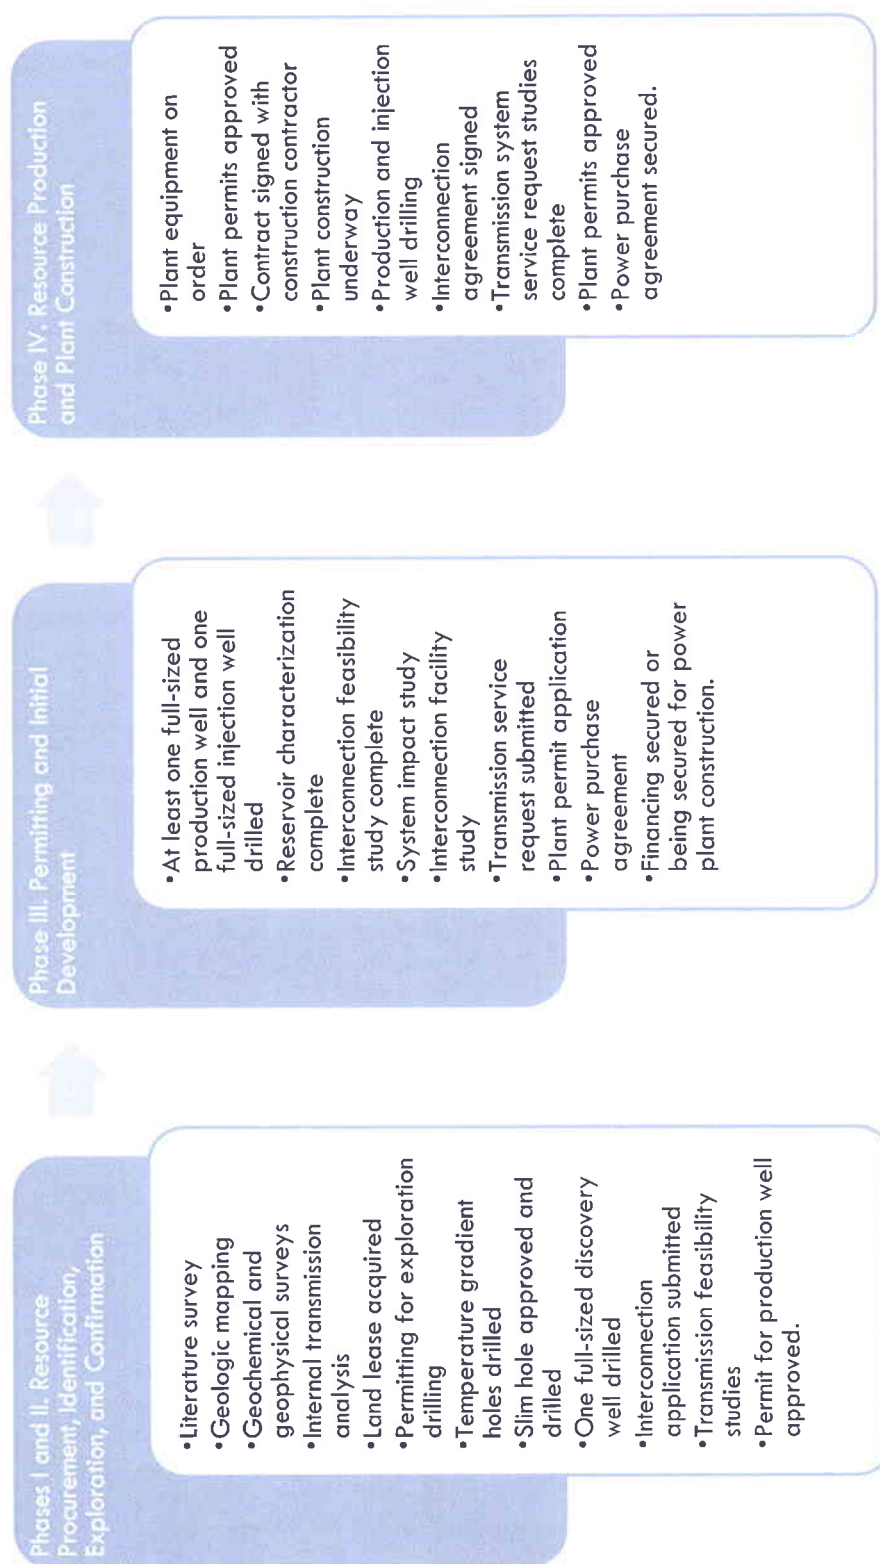 Phases I and II. Resource
Procurement, Identification,
Exploration, and Confirmation
•Literature survey
•Geologic mapping
•Geochemical and
geophysical surveys
•Internal transmission
analysis
•Land lease acquired
•Permitting for exploration
drilling
•Temperature gradient
holes drilled
•Slim hole approved and
drilled
•One full-sized discovery
well drilled
•Interconnection
application submitted
•Transmission feasibility
studies
•Permit for production well
approved.
Phase III. Permitting and Initial
Development
•At least one full-sized
production well and one
full-sized injection well
drilled
•Reservoir characterization
complete
•Interconnection feasibility
study complete
•System impact study
•Interconnection facility
study
•Transmission service
request submitted
•Plant permit application
•Power purchase
agreement
•Financing secured or
being secured for power
plant construction.
Phase IV. Resource Production
and Plant Construction
•Plant equipment on
order
•Plant permits approved
•Contract signed with
construction contractor
•Plant construction
underway
•Production and injection
well drilling
•Interconnection
agreement signed
•Transmission system
service request studies
complete
•Plant permits approved
•Power purchase
agreement secured.